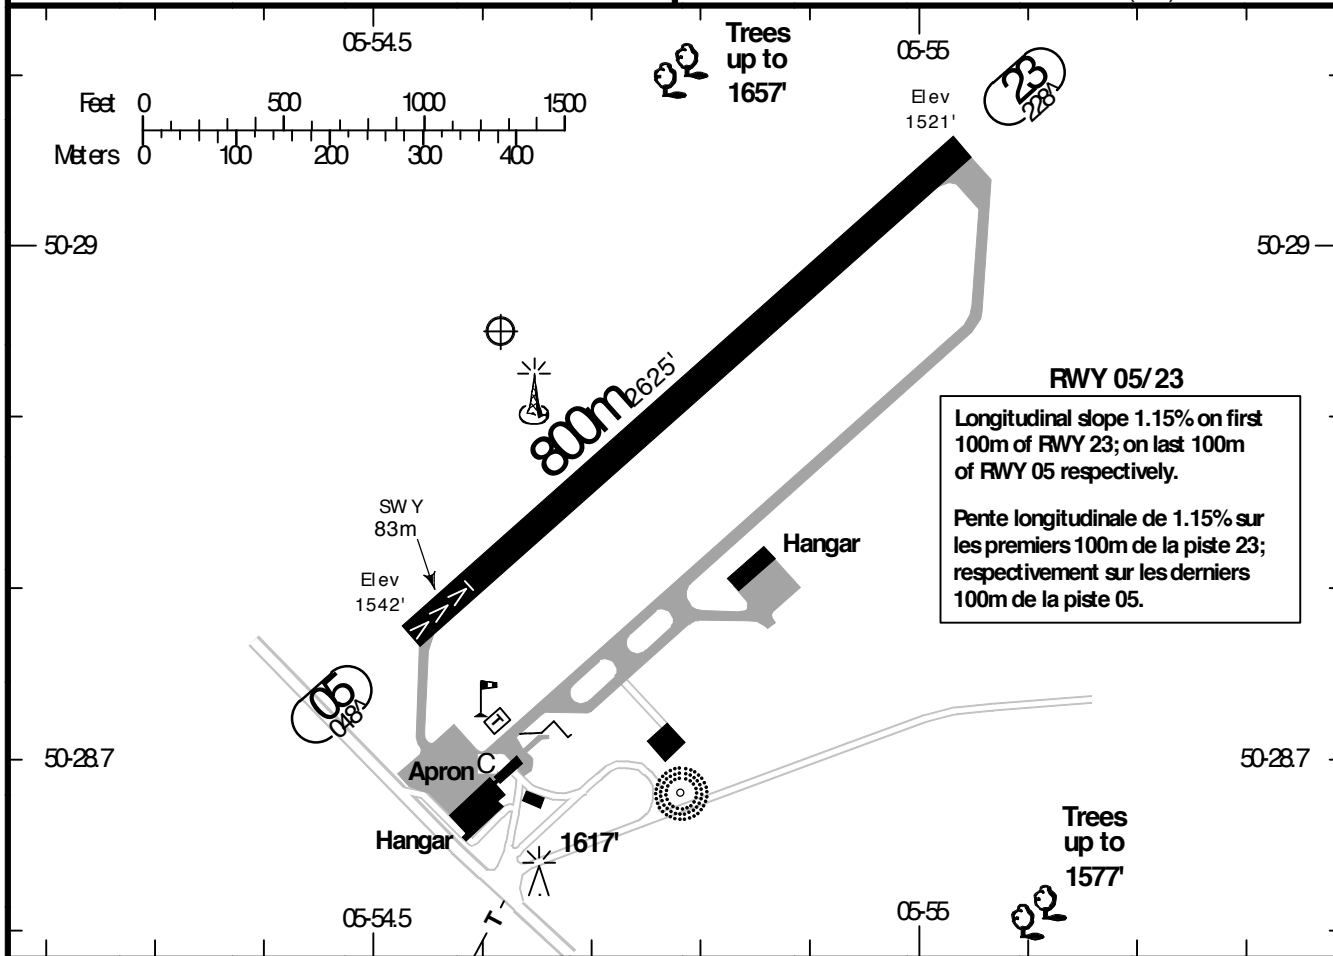 05-54.5
Trees
up to
1657'
05-55
23
228°
Elev
1521'
Feet 0 500 1000 1500
Meters 0 100 200 300 400
50-29
50-29
800m 2625'
RWY 05/23
Longitudinal slope 1.15% on first
100m of RWY 23; on last 100m
of RWY 05 respectively.
Pente longitudinale de 1.15% sur
les premiers 100m de la piste 23;
respectivement sur les derniers
100m de la piste 05.
SWY
83m
Elev
1542'
Hangar
05
048°
T
50-28.7
Apron C
50-28.7
Hangar
1617'
Trees
up to
1577'
05-54.5
T
05-55